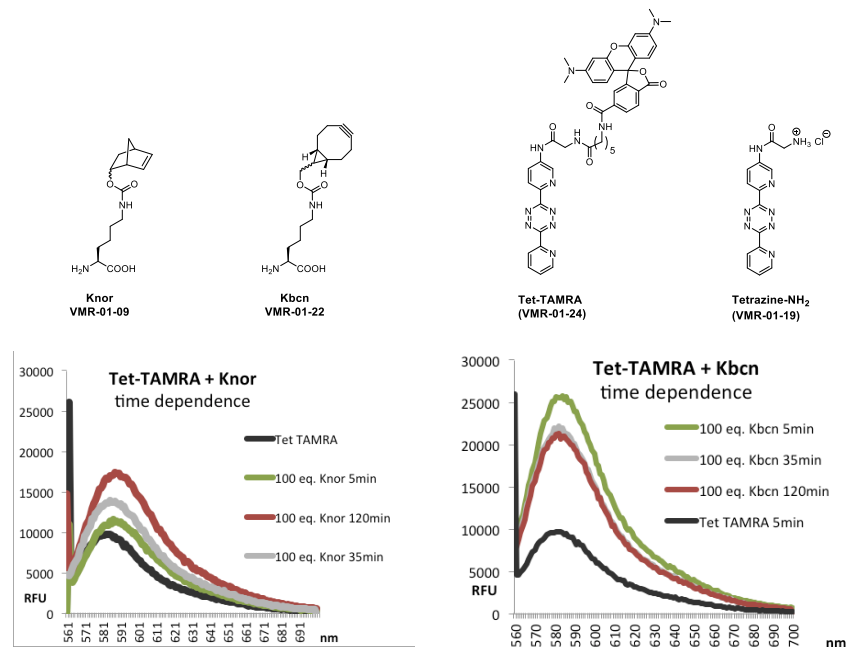 N
O
N
O
O
O
NH
O
N
H
O
5
HN
N
N
N
N
N
N
O
NH3
Cl
HN
N
N
N
N
N
N
O
O
NH
H2N
COOH
H
H
O
O
NH
H2N
COOH
Knor
VMR-01-09
Kbcn
VMR-01-22
Tet-TAMRA
(VMR-01-24)
Tetrazine-NH2
(VMR-01-19)
Tet-TAMRA + Knor
time dependence
30000
25000
20000
15000
10000
5000
RFU
0
Tet TAMRA
100 eq. Knor 5min
100 eq. Knor 120min
100 eq. Knor 35min
561 571 581 591 601 611 621 631 641 651 661 671 681 691 nm
Tet-TAMRA + Kbcn
time dependence
30000
25000
20000
15000
10000
5000
RFU
0
100 eq. Kbcn 5min
100 eq. Kbcn 35min
100 eq. Kbcn 120min
Tet TAMRA 5min
560 570 580 590 600 610 620 630 640 650 660 670 680 690 700 nm